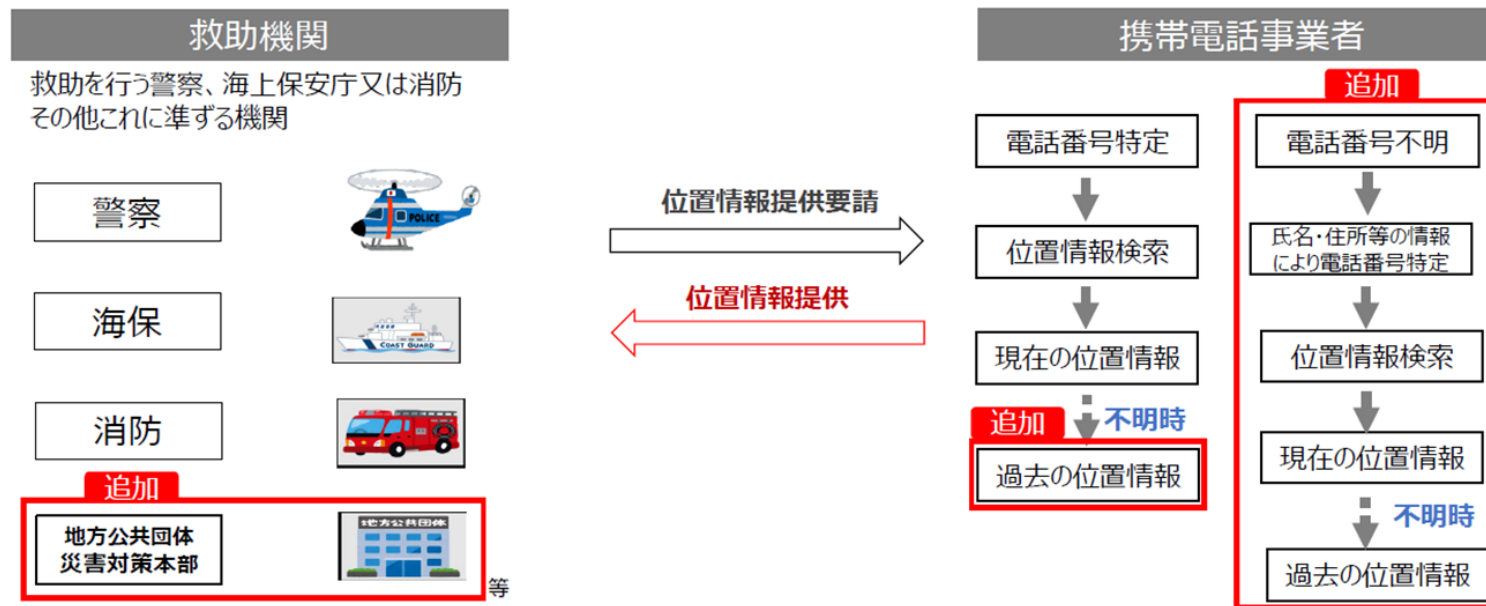 救助機関
救助を行う警察、海上保安庁又は消防
その他これに準ずる機関
警察
POLICE
海保
COAST GUARD
消防
追加
地方公共団体
災害対策本部
地方公共団体
等
位置情報提供要請
位置情報提供
携帯電話事業者
電話番号特定
位置情報検索
現在の位置情報
追加
不明時
過去の位置情報
追加
電話番号不明
氏名・住所等の情報
により電話番号特定
位置情報検索
現在の位置情報
不明時
過去の位置情報